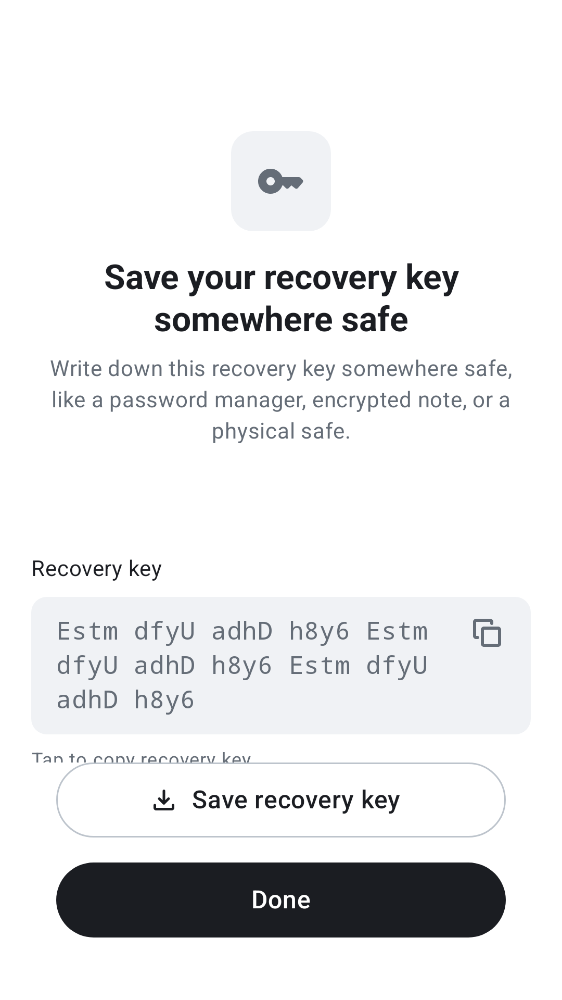 Save your recovery key
somewhere safe
Write down this recovery key somewhere safe,
like a password manager, encrypted note, or a
physical safe.
Recovery key
Estm dfyU adhD h8y6 Estm
dfyU adhD h8y6 Estm dfyU
adhD h8y6
Tap to copy recovery key
Save recovery key
Done